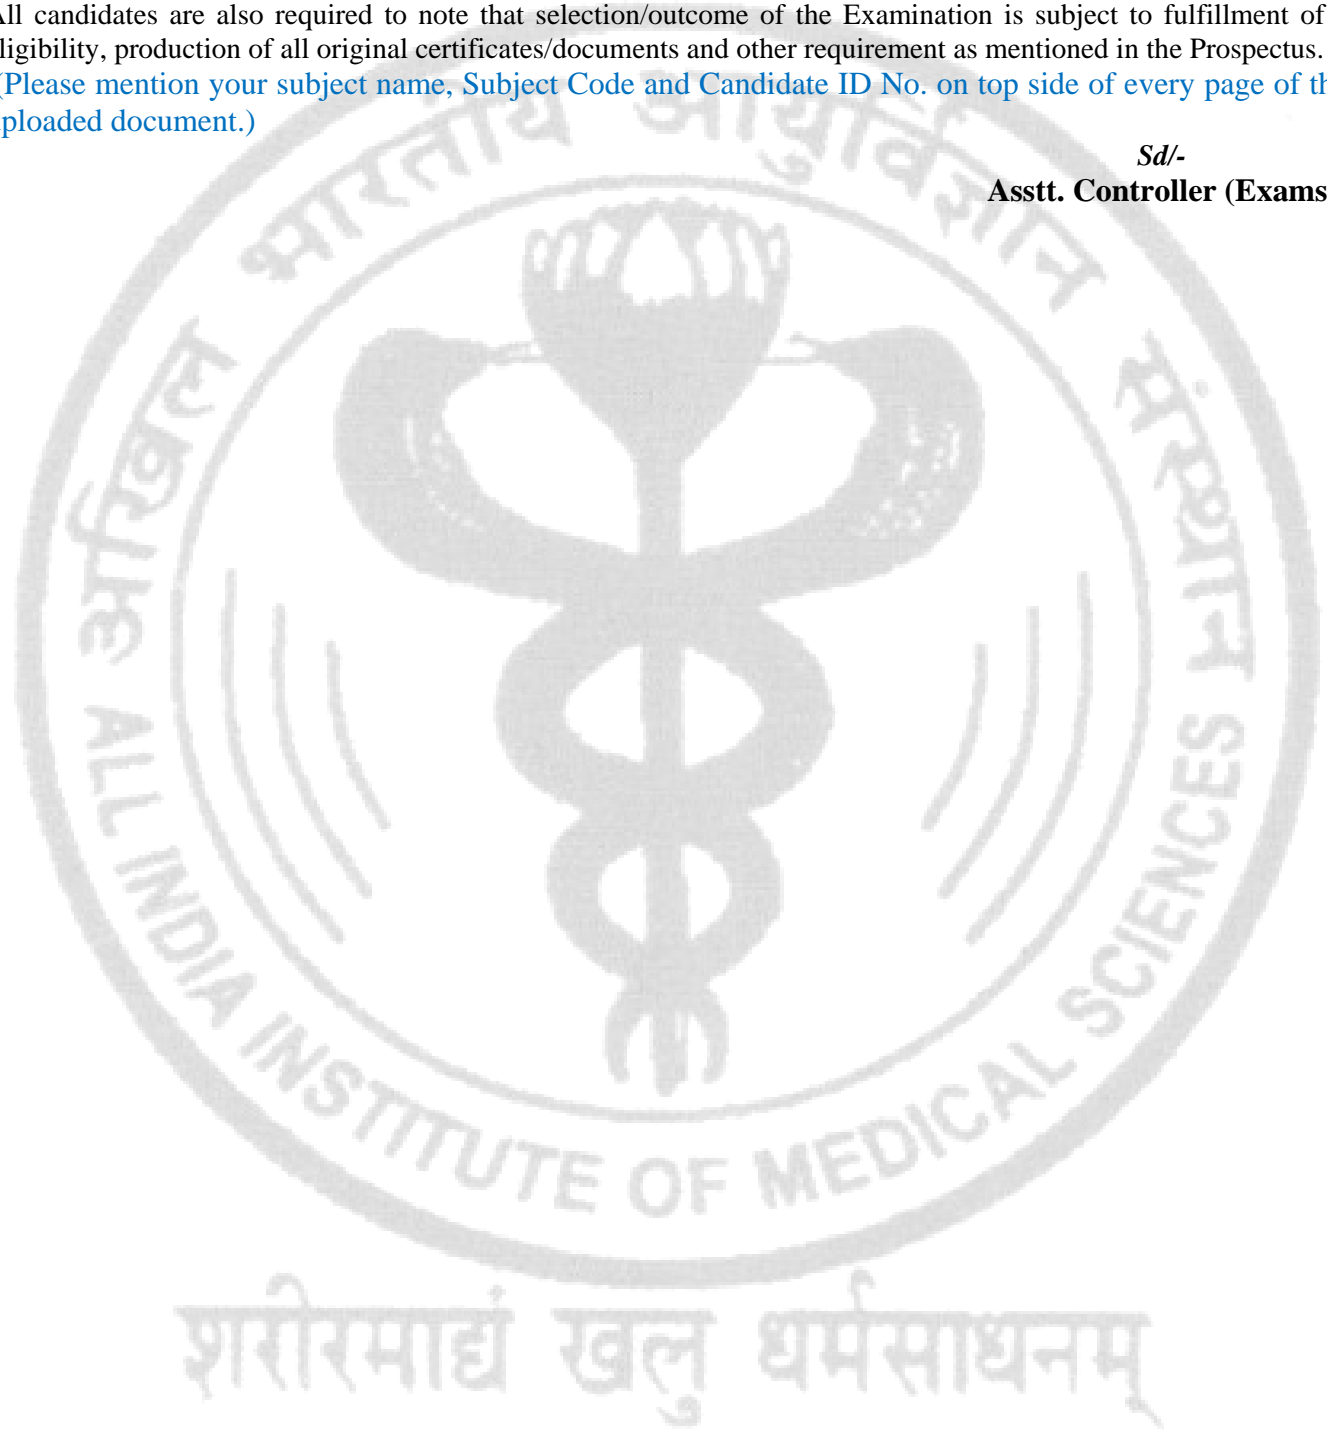 All candidates are also required to note that selection/outcome of the Examination is subject to fulfillment of
ligibility, production of all original certificates/documents and other requirement as mentioned in the Prospectus.
(Please mention your subject name, Subject Code and Candidate ID No. on top side of every page of th
ploaded document.)
Sd/-
Asstt. Controller (Exams
अखिल भारतीय आयुर्विज्ञान संस्थान
ALL INDIA INSTITUTE OF MEDICAL SCIENCES
शरीरमाद्यं खलु धर्मसाधनम्